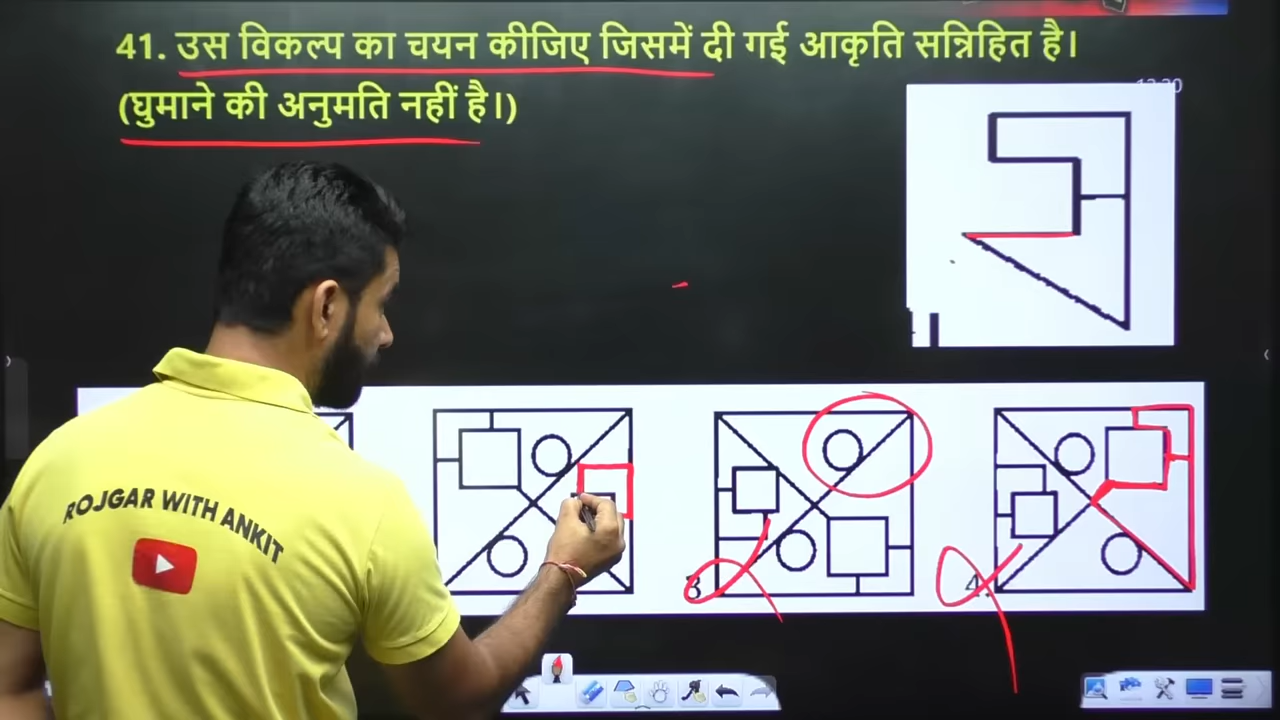 41. उस विकल्प का चयन कीजिए जिसमें दी गई आकृति सन्निहित है।
(घुमाने की अनुमति नहीं है।)
ROJGAR WITH ANKIT
3
4.